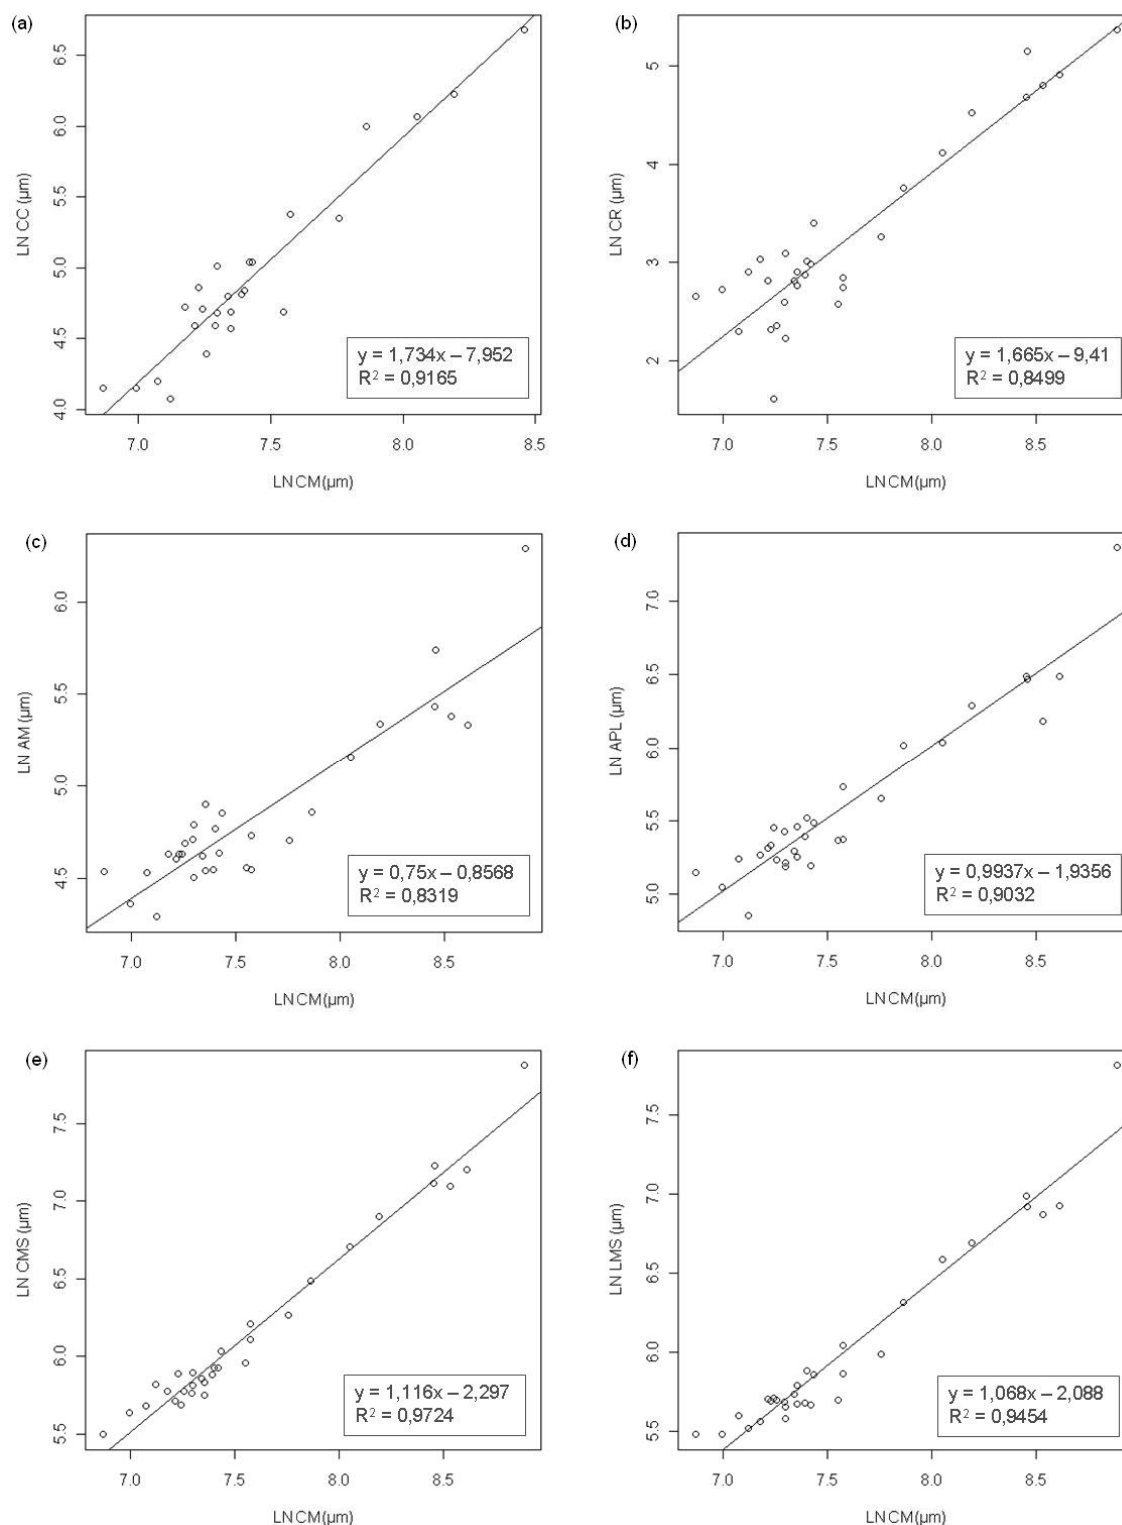 (a)
LN CC (µm)
6.5
6.0
5.5
5.0
4.5
4.0
y = 1,734x – 7,952
R² = 0,9165
7.0 7.5 8.0 8.5
LN CM(µm)
(b)
LN CR (µm)
5
4
3
2
y = 1,665x – 9,41
R² = 0,8499
7.0 7.5 8.0 8.5
LN CM(µm)
(c)
LN AM (µm)
6.0
5.5
5.0
4.5
y = 0,75x – 0,8568
R² = 0,8319
7.0 7.5 8.0 8.5
LN CM(µm)
(d)
LN APL (µm)
7.0
6.5
6.0
5.5
5.0
y = 0,9937x – 1,9356
R² = 0,9032
7.0 7.5 8.0 8.5
LN CM(µm)
(e)
LN CMS (µm)
7.5
7.0
6.5
6.0
5.5
y = 1,116x – 2,297
R² = 0,9724
7.0 7.5 8.0 8.5
LN CM(µm)
(f)
LN LMS (µm)
7.5
7.0
6.5
6.0
5.5
y = 1,068x – 2,088
R² = 0,9454
7.0 7.5 8.0 8.5
LN CM(µm)